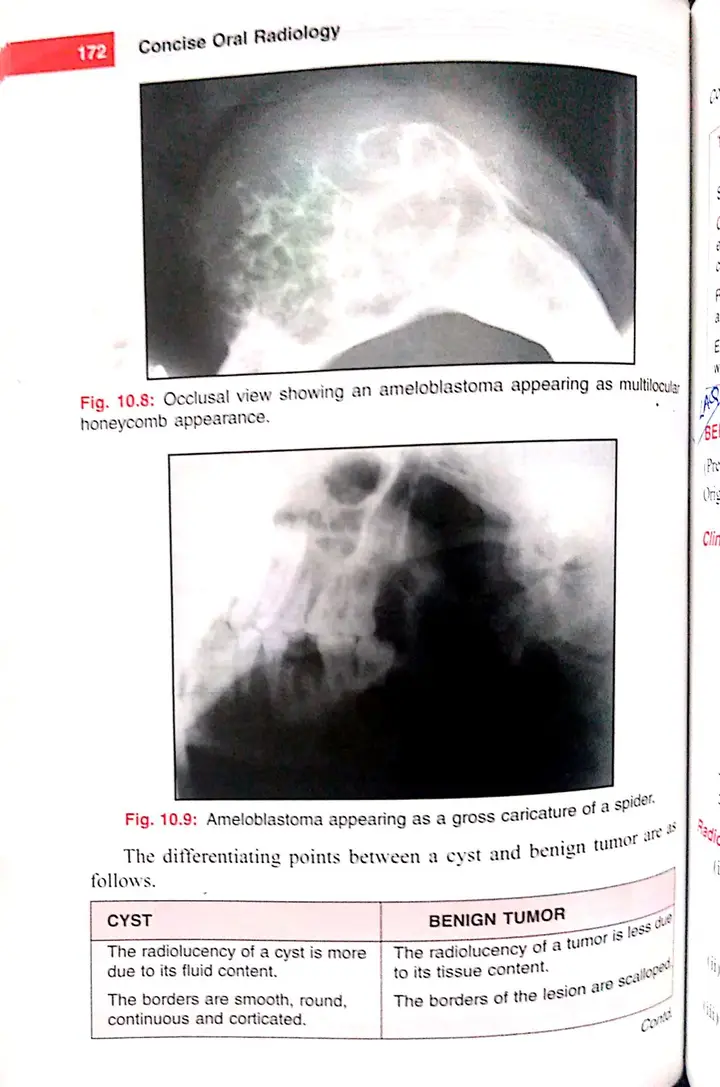 172
Concise Oral Radiology
Fig. 10.8: Occlusal view showing an ameloblastoma appearing as multilocular
honeycomb appearance.
Fig. 10.9: Ameloblastoma appearing as a gross caricature of a spider.
The differentiating points between a cyst and benign tumor are as
follows.
CYST
The radiolucency of a cyst is more
due to its fluid content.
The borders are smooth, round,
continuous and corticated.
BENIGN TUMOR
The radiolucency of a tumor is less due
to its tissue content.
The borders of the lesion are scalloped.
Contd.